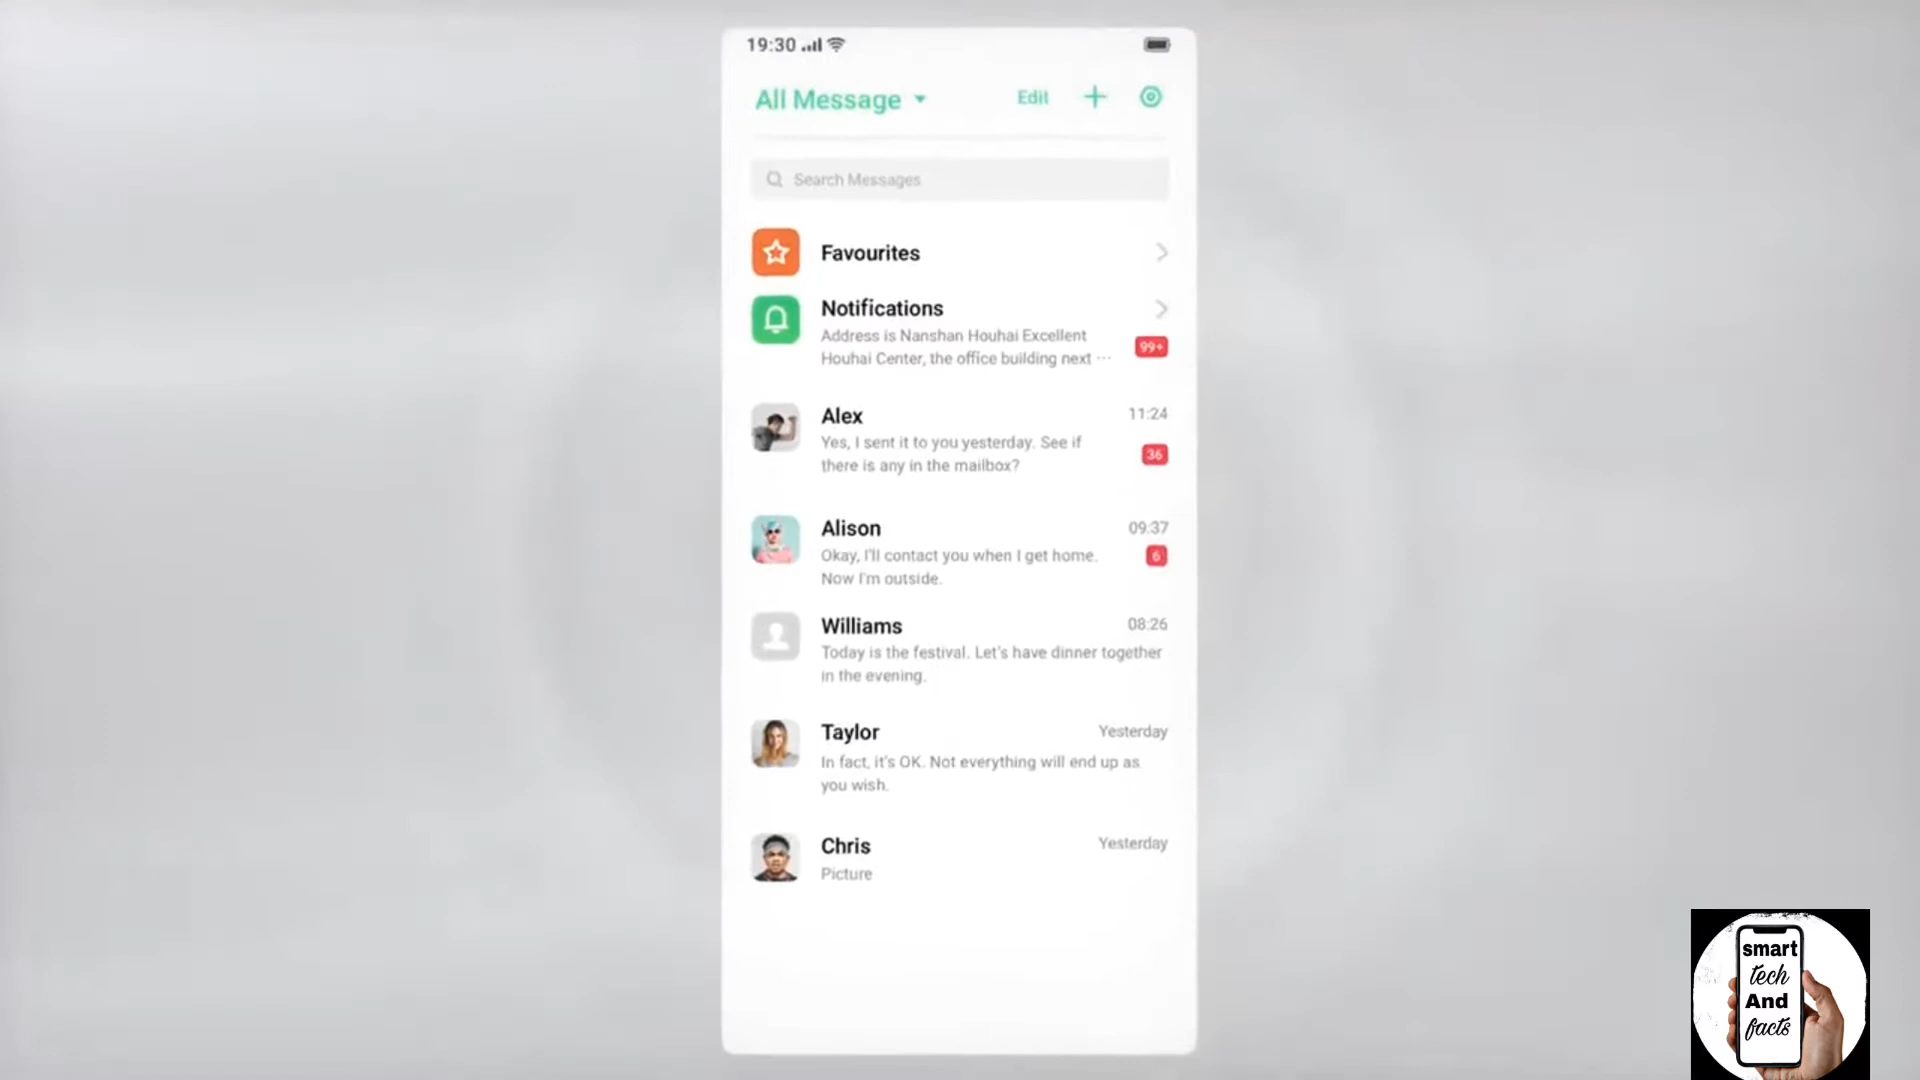 19:30
All Message
Edit
Search Messages
Favourites
Notifications
Address is Nanshan Houhai Excellent
Houhai Center, the office building next ···
99+
Alex
11:24
Yes, I sent it to you yesterday. See if
there is any in the mailbox?
36
Alison
09:37
Okay, I'll contact you when I get home.
Now I'm outside.
6
Williams
08:26
Today is the festival. Let's have dinner together
in the evening.
Taylor
Yesterday
In fact, it's OK. Not everything will end up as
you wish.
Chris
Yesterday
Picture
smart
tech
And
facts